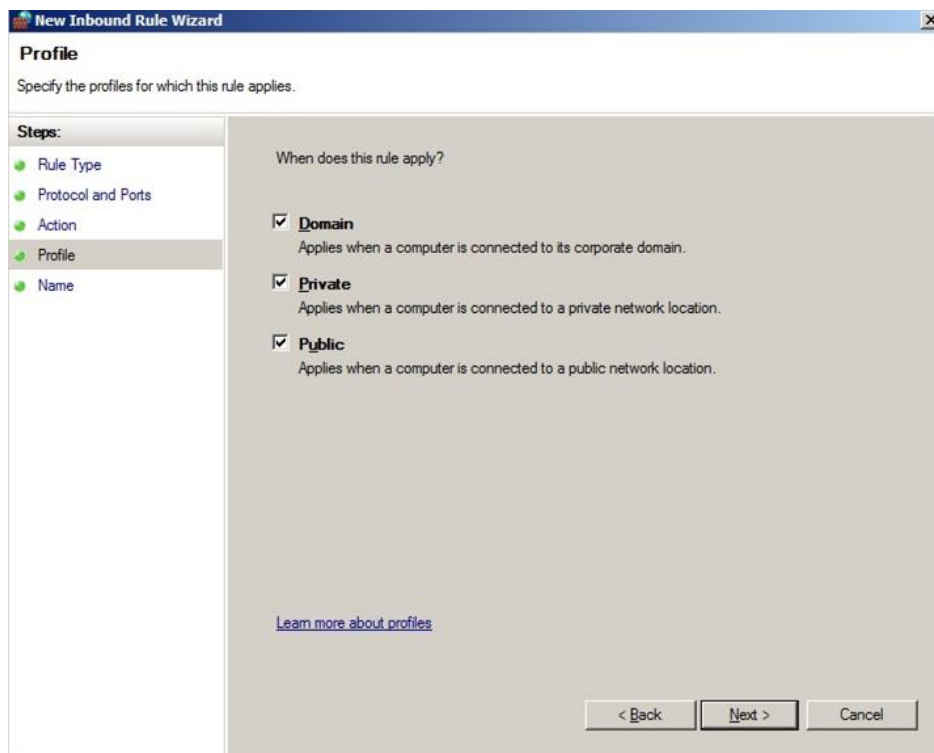 New Inbound Rule Wizard
Profile
Specify the profiles for which this rule applies.
Steps:
Rule Type
Protocol and Ports
Action
Profile
Name
When does this rule apply?
Domain
Applies when a computer is connected to its corporate domain.
Private
Applies when a computer is connected to a private network location.
Public
Applies when a computer is connected to a public network location.
Learn more about profiles
< Back
Next >
Cancel